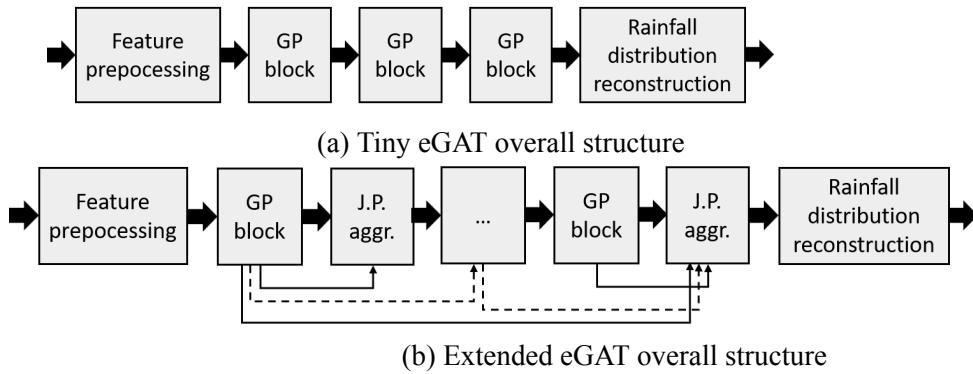 Feature
prepocessing
GP
block
GP
block
GP
block
Rainfall
distribution
reconstruction
(a) Tiny eGAT overall structure
Feature
prepocessing
GP
block
J.P.
aggr.
...
GP
block
J.P.
aggr.
Rainfall
distribution
reconstruction
(b) Extended eGAT overall structure